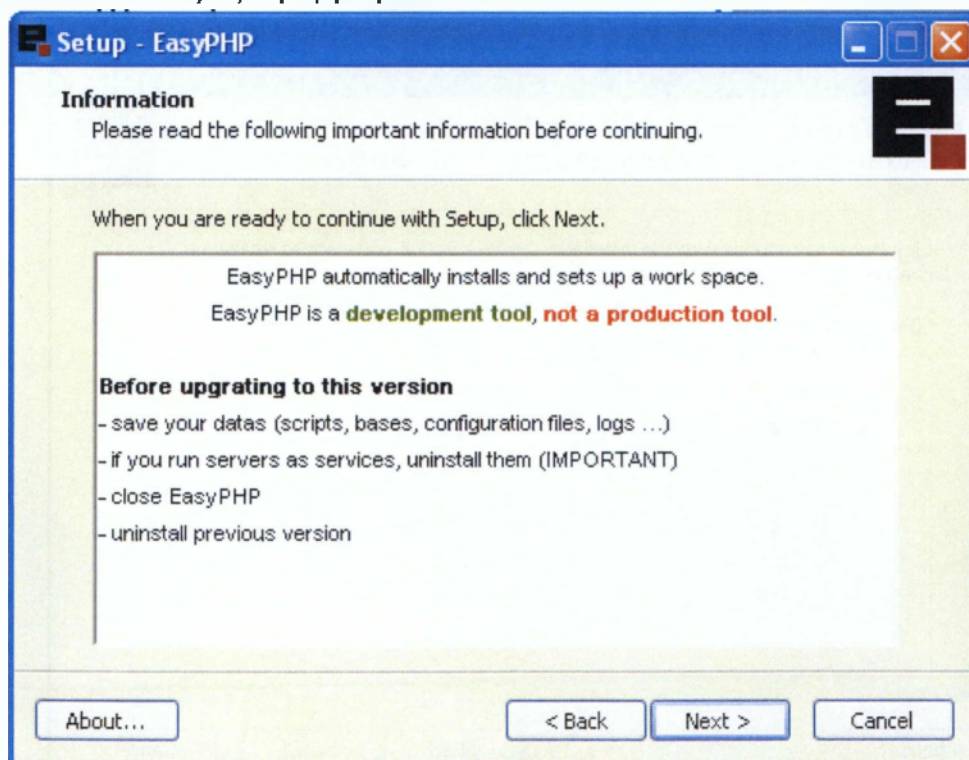 Setup - EasyPHP
Information
Please read the following important information before continuing.
When you are ready to continue with Setup, click Next.
EasyPHP automatically installs and sets up a work space.
EasyPHP is a development tool, not a production tool.
Before upgrating to this version
- save your datas (scripts, bases, configuration files, logs ...)
- if you run servers as services, uninstall them (IMPORTANT)
- close EasyPHP
- uninstall previous version
About...
< Back
Next >
Cancel